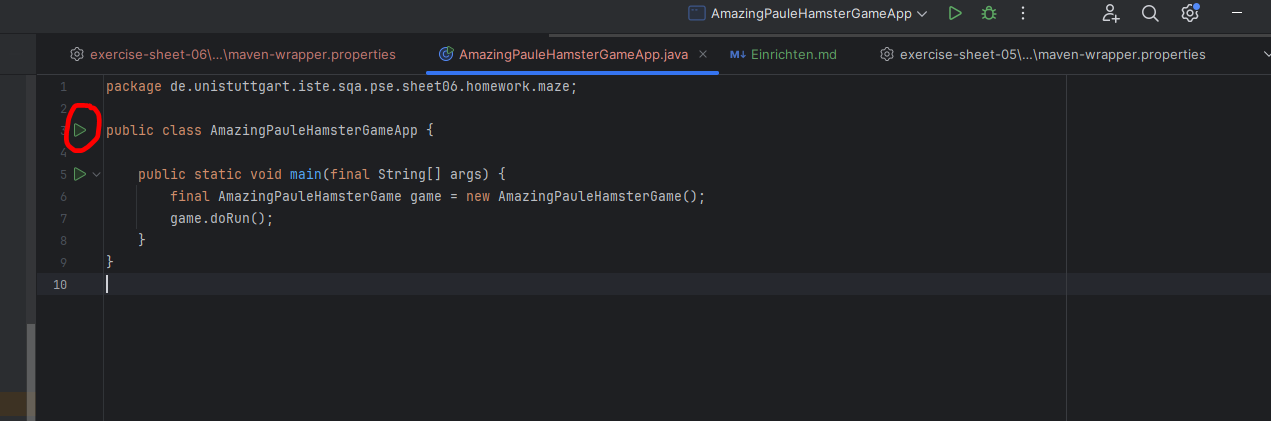 AmazingPauleHamsterGameApp
exercise-sheet-06\...\maven-wrapper.properties
AmazingPauleHamsterGameApp.java
Einrichten.md
exercise-sheet-05\...\maven-wrapper.properties
1 package de.unistuttgart.iste.sqa.pse.sheet06.homework.maze;
2
3 public class AmazingPauleHamsterGameApp {
4
5 public static void main(final String[] args) {
6 final AmazingPauleHamsterGame game = new AmazingPauleHamsterGame();
7 game.doRun();
8 }
9 }
10